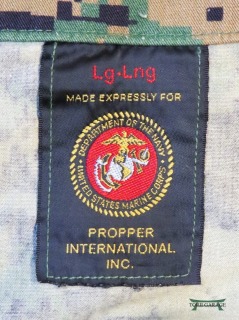 Lg-Lng
MADE EXPRESSLY FOR
DEPARTMENT OF THE NAVY
UNITED STATES MARINE CORPS
PROPPER
INTERNATIONAL
INC.